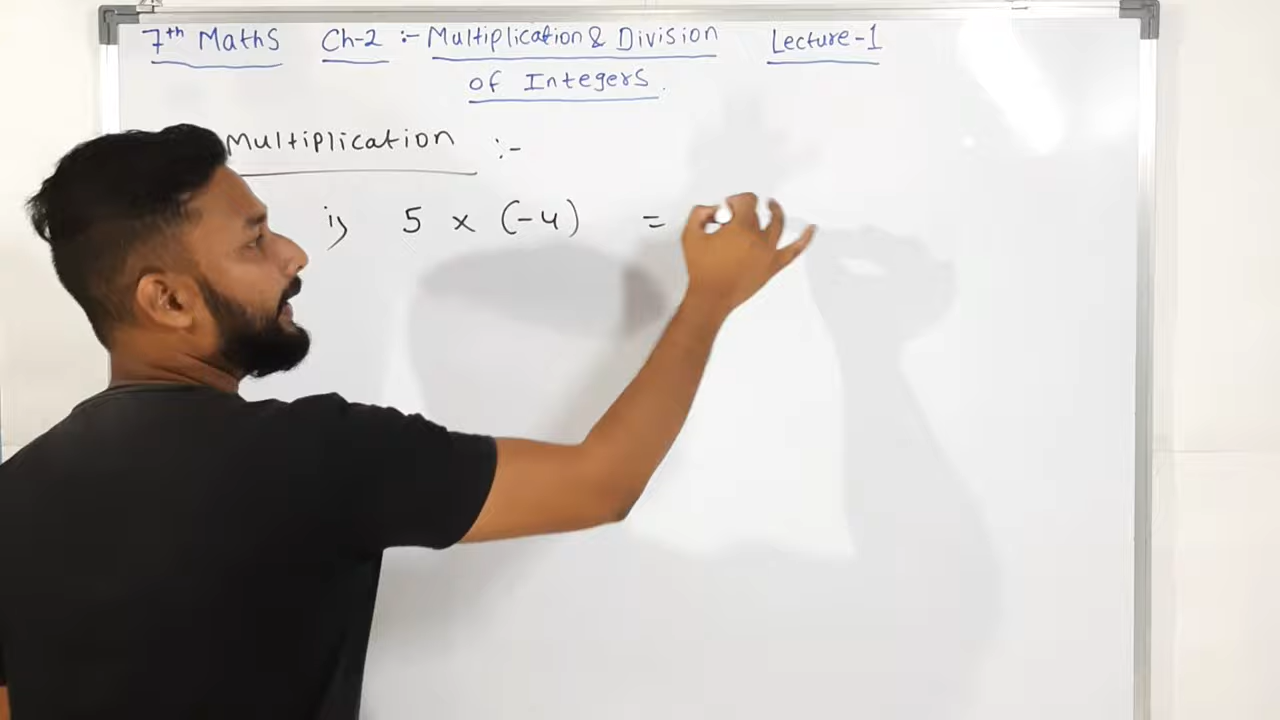 7th Maths Ch-2 :- Multiplication & Division Lecture-1
of Integers.
Multiplication :-
i) 5 × (-4) =